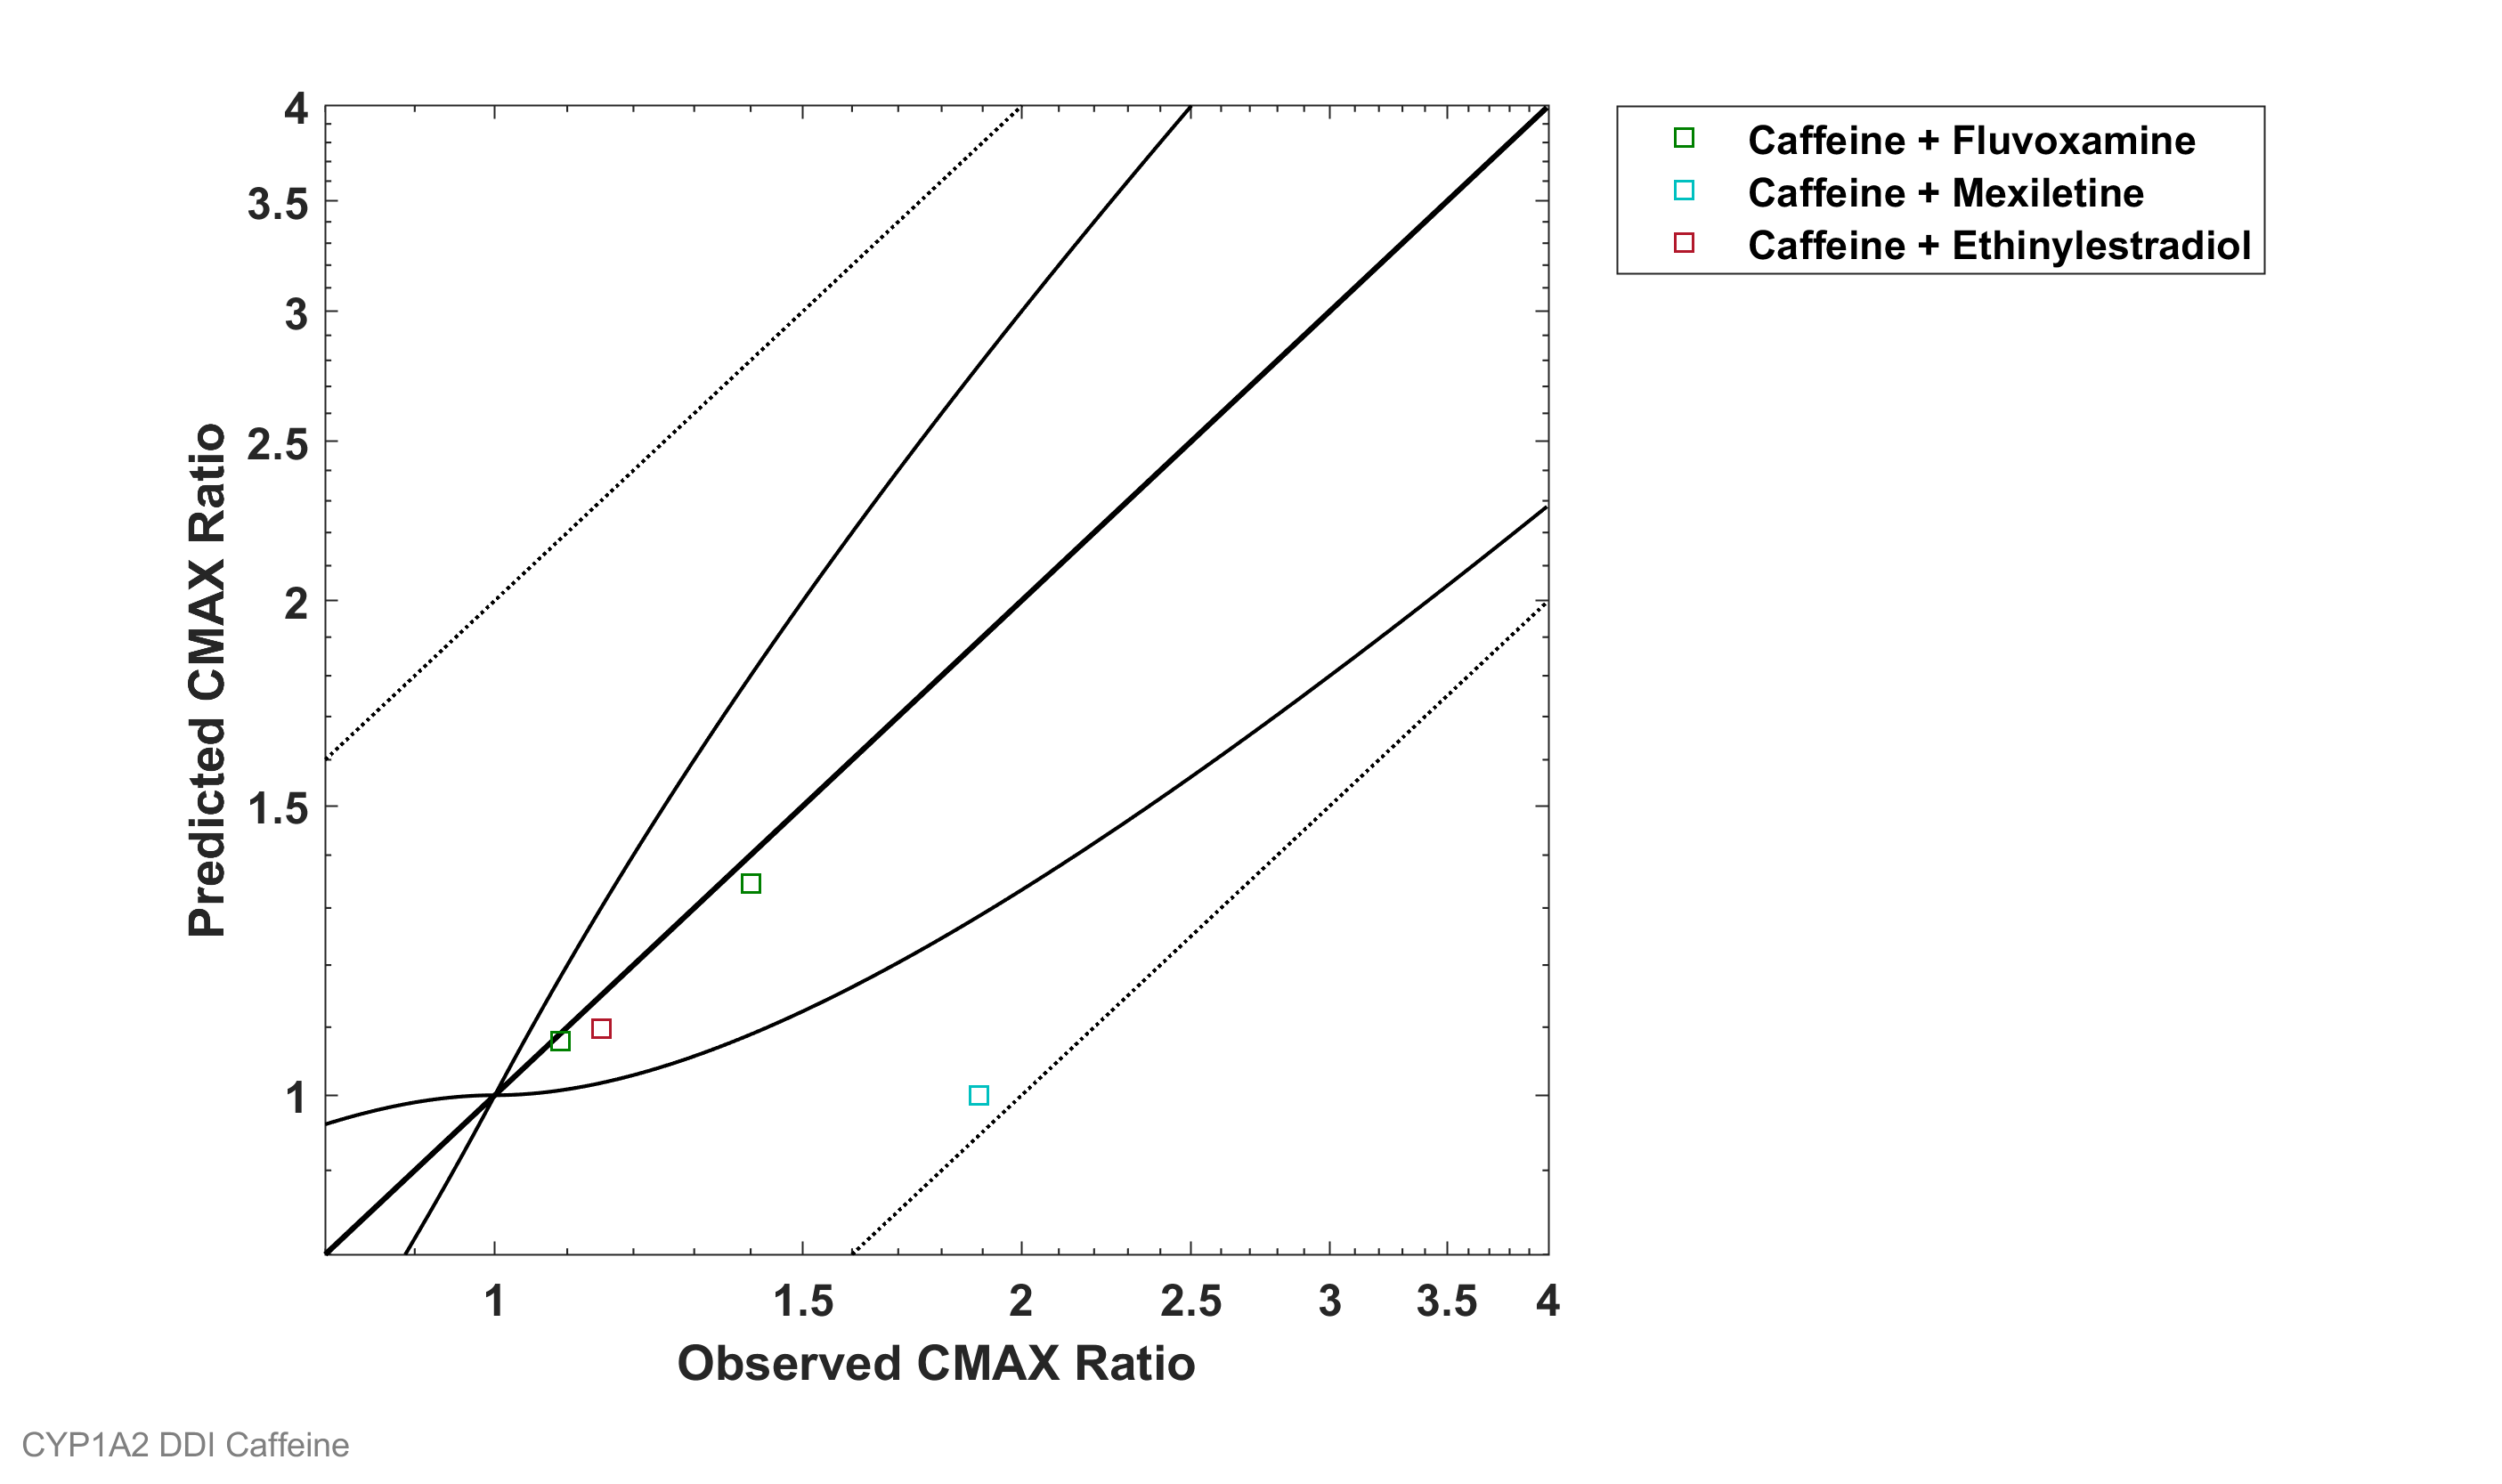 4
3.5
3
2.5
2
1.5
1
Predicted CMAX Ratio
1
1.5
2
2.5
3
3.5
4
Observed CMAX Ratio
Caffeine + Fluvoxamine
Caffeine + Mexiletine
Caffeine + Ethinylestradiol
CYP1A2 DDI Caffeine